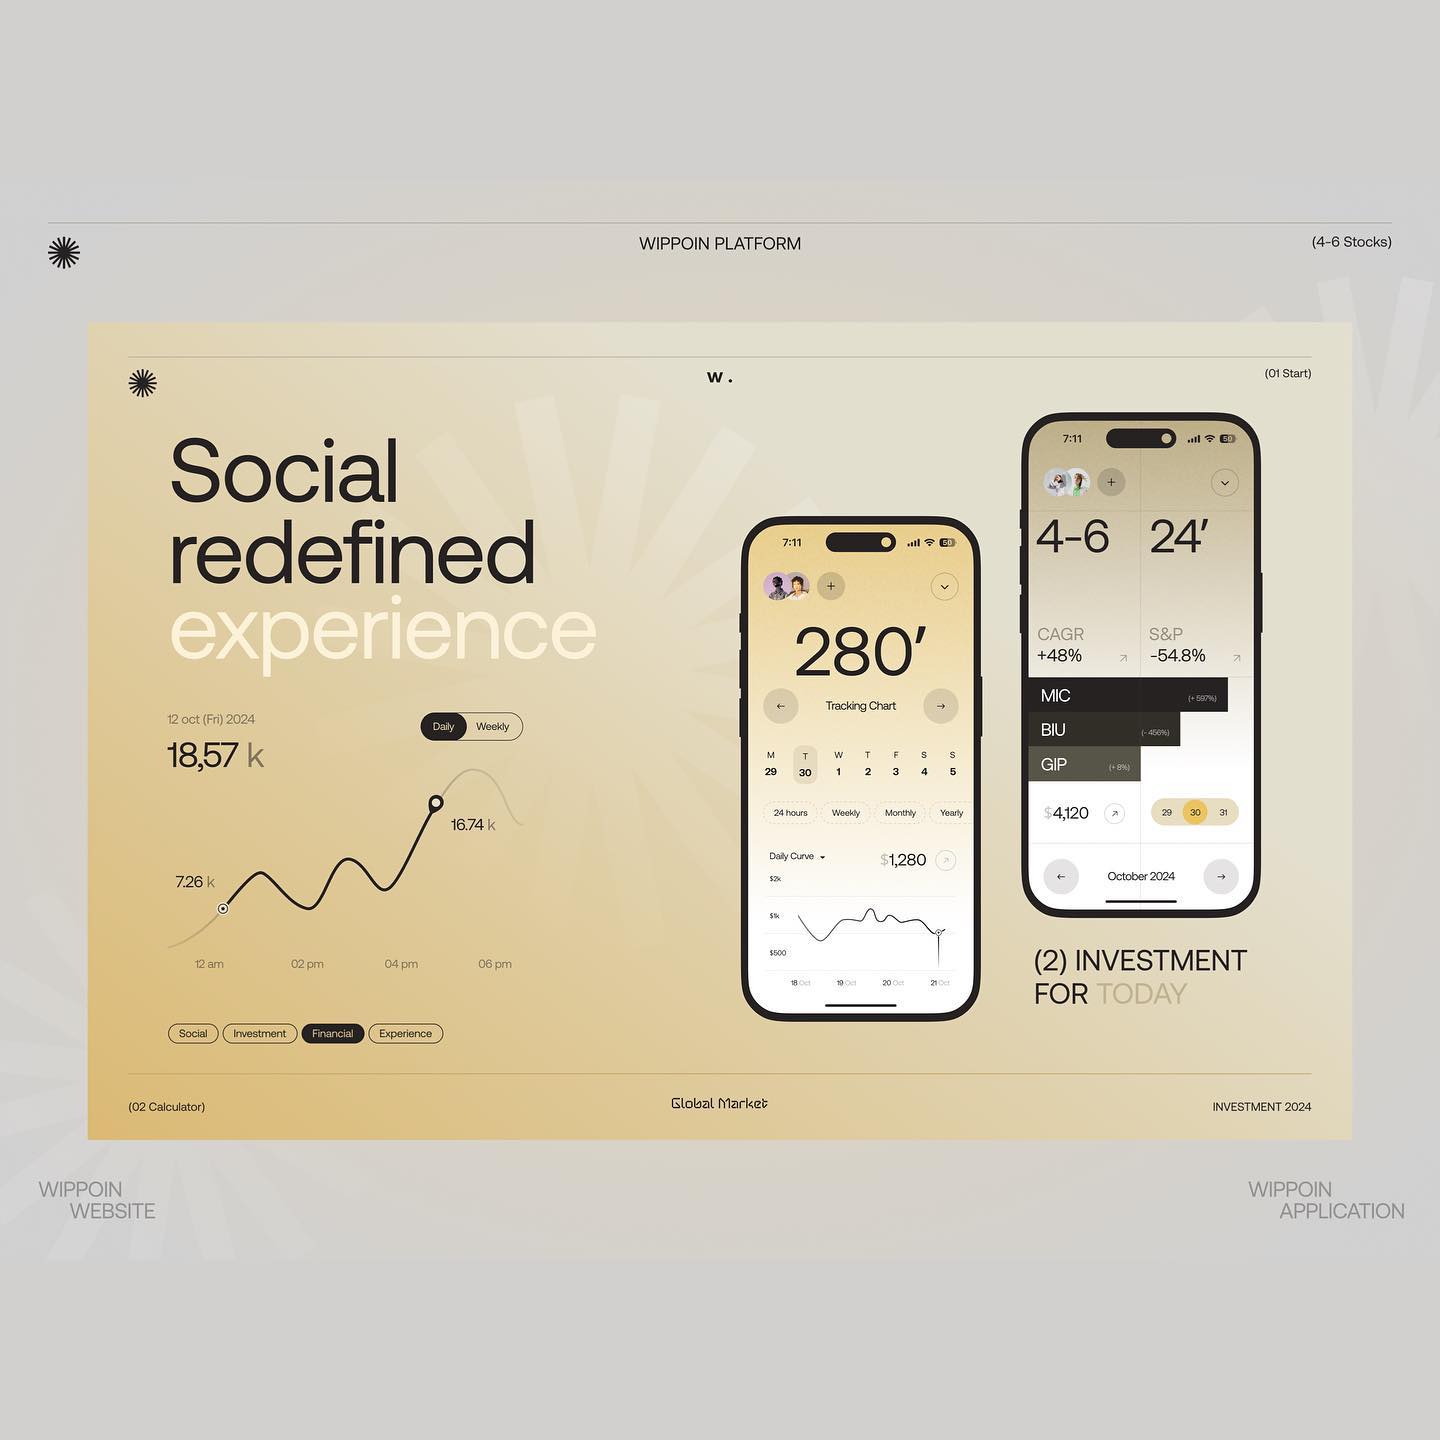 WIPPOIN PLATFORM
(4-6 Stocks)
w .
(01 Start)
Social
redefined
experience
12 oct (Fri) 2024
18,57 k
Daily
Weekly
16.74 k
7.26 k
12 am
02 pm
04 pm
06 pm
Social
Investment
Financial
Experience
7:11
50
+
280′
Tracking Chart
M T W T F S S
29 30 1 2 3 4 5
24 hours
Weekly
Monthly
Yearly
Daily Curve
$1,280
$2k
$1k
$500
18 Oct
19 Oct
20 Oct
21 Oct
7:11
50
+
4-6
24′
CAGR
+48%
S&P
-54.8%
MIC
(+ 597%)
BIU
(- 456%)
GIP
(+ 8%)
$4,120
29 30 31
October 2024
(2) INVESTMENT
FOR TODAY
(02 Calculator)
Global Market
INVESTMENT 2024
WIPPOIN
WEBSITE
WIPPOIN
APPLICATION